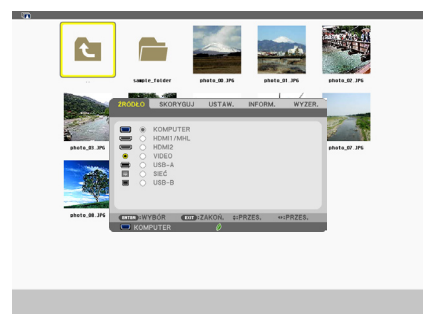 sample_folder photo_00.JPG photo_01.JPG photo_02.JPG
ŹRÓDŁO SKORYGUJ USTAW. INFORM. WYZER.
KOMPUTER
HDMI1/MHL
HDMI2
VIDEO
USB-A
SIEĆ
USB-B
photo_03.JPG photo_07.JPG
photo_08.JPG
ENTER:WYBÓR EXIT:ZAKOŃ. ↕:PRZES. ↔:PRZES.
KOMPUTER